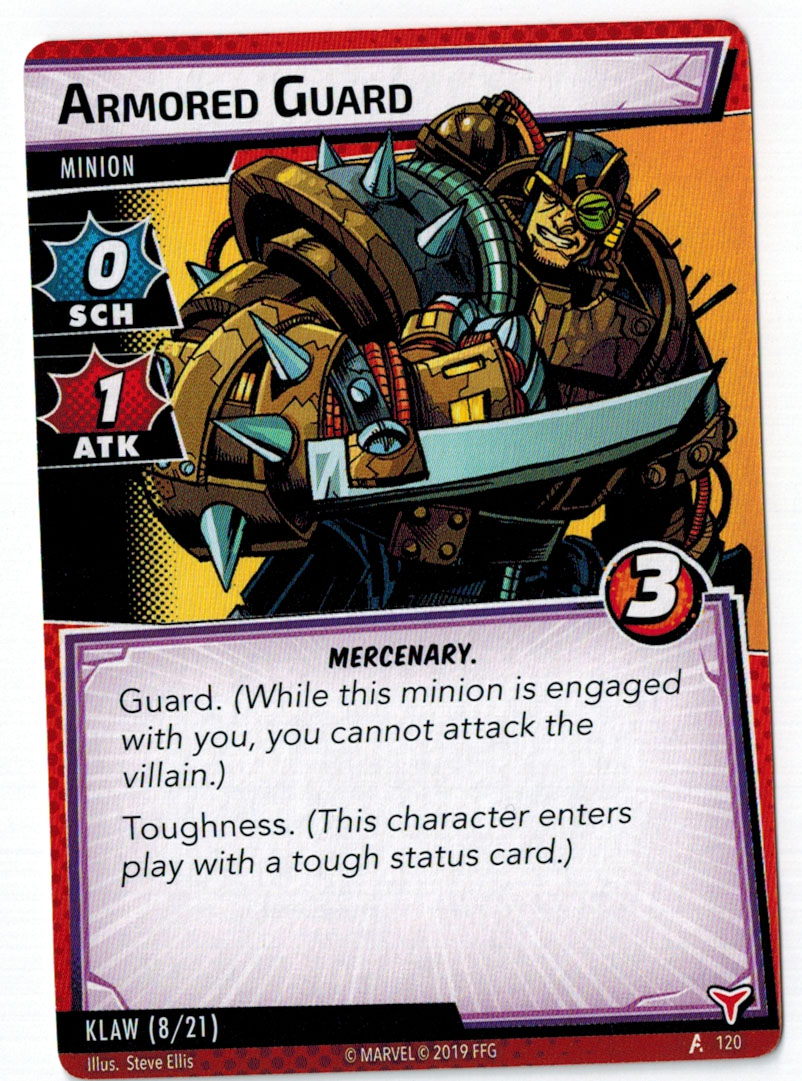 ARMORED GUARD
MINION
0
SCH
1
ATK
3
MERCENARY.
Guard. (While this minion is engaged
with you, you cannot attack the
villain.)
Toughness. (This character enters
play with a tough status card.)
KLAW (8/21)
Illus. Steve Ellis
© MARVEL © 2019 FFG
120